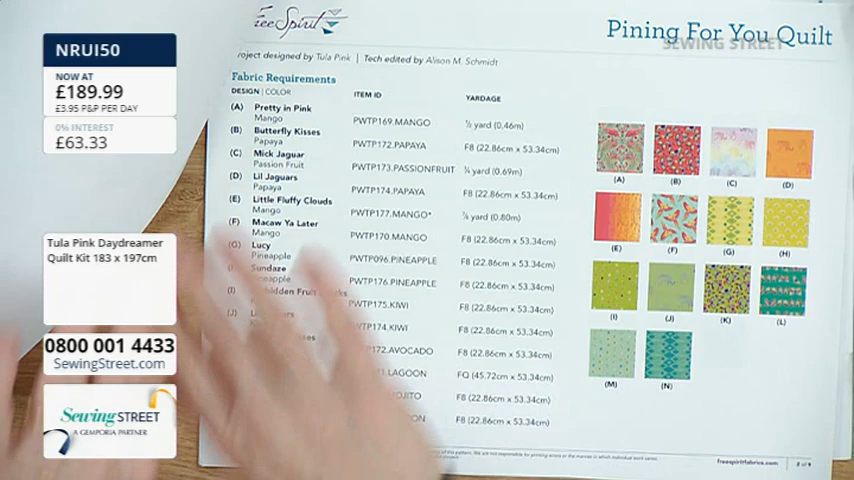 NRUI50
NOW AT
£189.99
£3.95 P&P PER DAY
0% INTEREST
£63.33
Tula Pink Daydreamer
Quilt Kit 183 x 197cm
0800 001 4433
SewingStreet.com
Sewing STREET
A GEMPORIA PARTNER
FreeSpirit
Pining For You Quilt
SEWING STREET
roject designed by Tula Pink | Tech edited by Alison M. Schmidt
Fabric Requirements
DESIGN | COLOR ITEM ID YARDAGE
(A) Pretty in Pink
Mango PWTP169.MANGO ½ yard (0.46m)
(B) Butterfly Kisses
Papaya PWTP172.PAPAYA F8 (22.86cm x 53.34cm)
(C) Mick Jaguar
Passion Fruit PWTP173.PASSIONFRUIT ¾ yard (0.69m)
(D) Lil Jaguars
Papaya PWTP174.PAPAYA F8 (22.86cm x 53.34cm)
(E) Little Fluffy Clouds
Mango PWTP177.MANGO* ⅞ yard (0.80m)
(F) Macaw Ya Later
Mango PWTP170.MANGO F8 (22.86cm x 53.34cm)
(G) Lucy
Pineapple PWTP096.PINEAPPLE F8 (22.86cm x 53.34cm)
Sundaze
PWTP176.PINEAPPLE F8 (22.86cm x 53.34cm)
(I) Fruit
PWTP175.KIWI F8 (22.86cm x 53.34cm)
(J)
174.KIWI F8 (22.86cm x 53.34cm)
172.AVOCADO F8 (22.86cm x 53.34cm)
LAGOON FQ (45.72cm x 53.34cm)
OJITO F8 (22.86cm x 53.34cm)
ON F8 (22.86cm x 53.34cm)
(A) (B) (C) (D)
(E) (F) (G) (H)
(I) (J) (K) (L)
(M) (N)
freespiritfabrics.com | 2 of 9